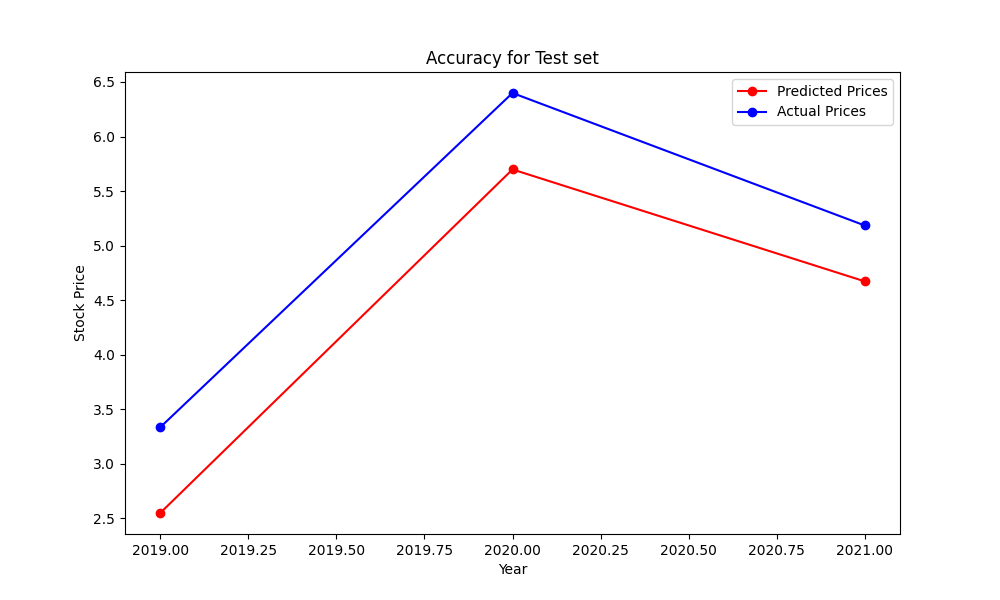 Accuracy for Test set
Predicted Prices
Actual Prices
Stock Price
6.5
6.0
5.5
5.0
4.5
4.0
3.5
3.0
2.5
2019.00 2019.25 2019.50 2019.75 2020.00 2020.25 2020.50 2020.75 2021.00
Year